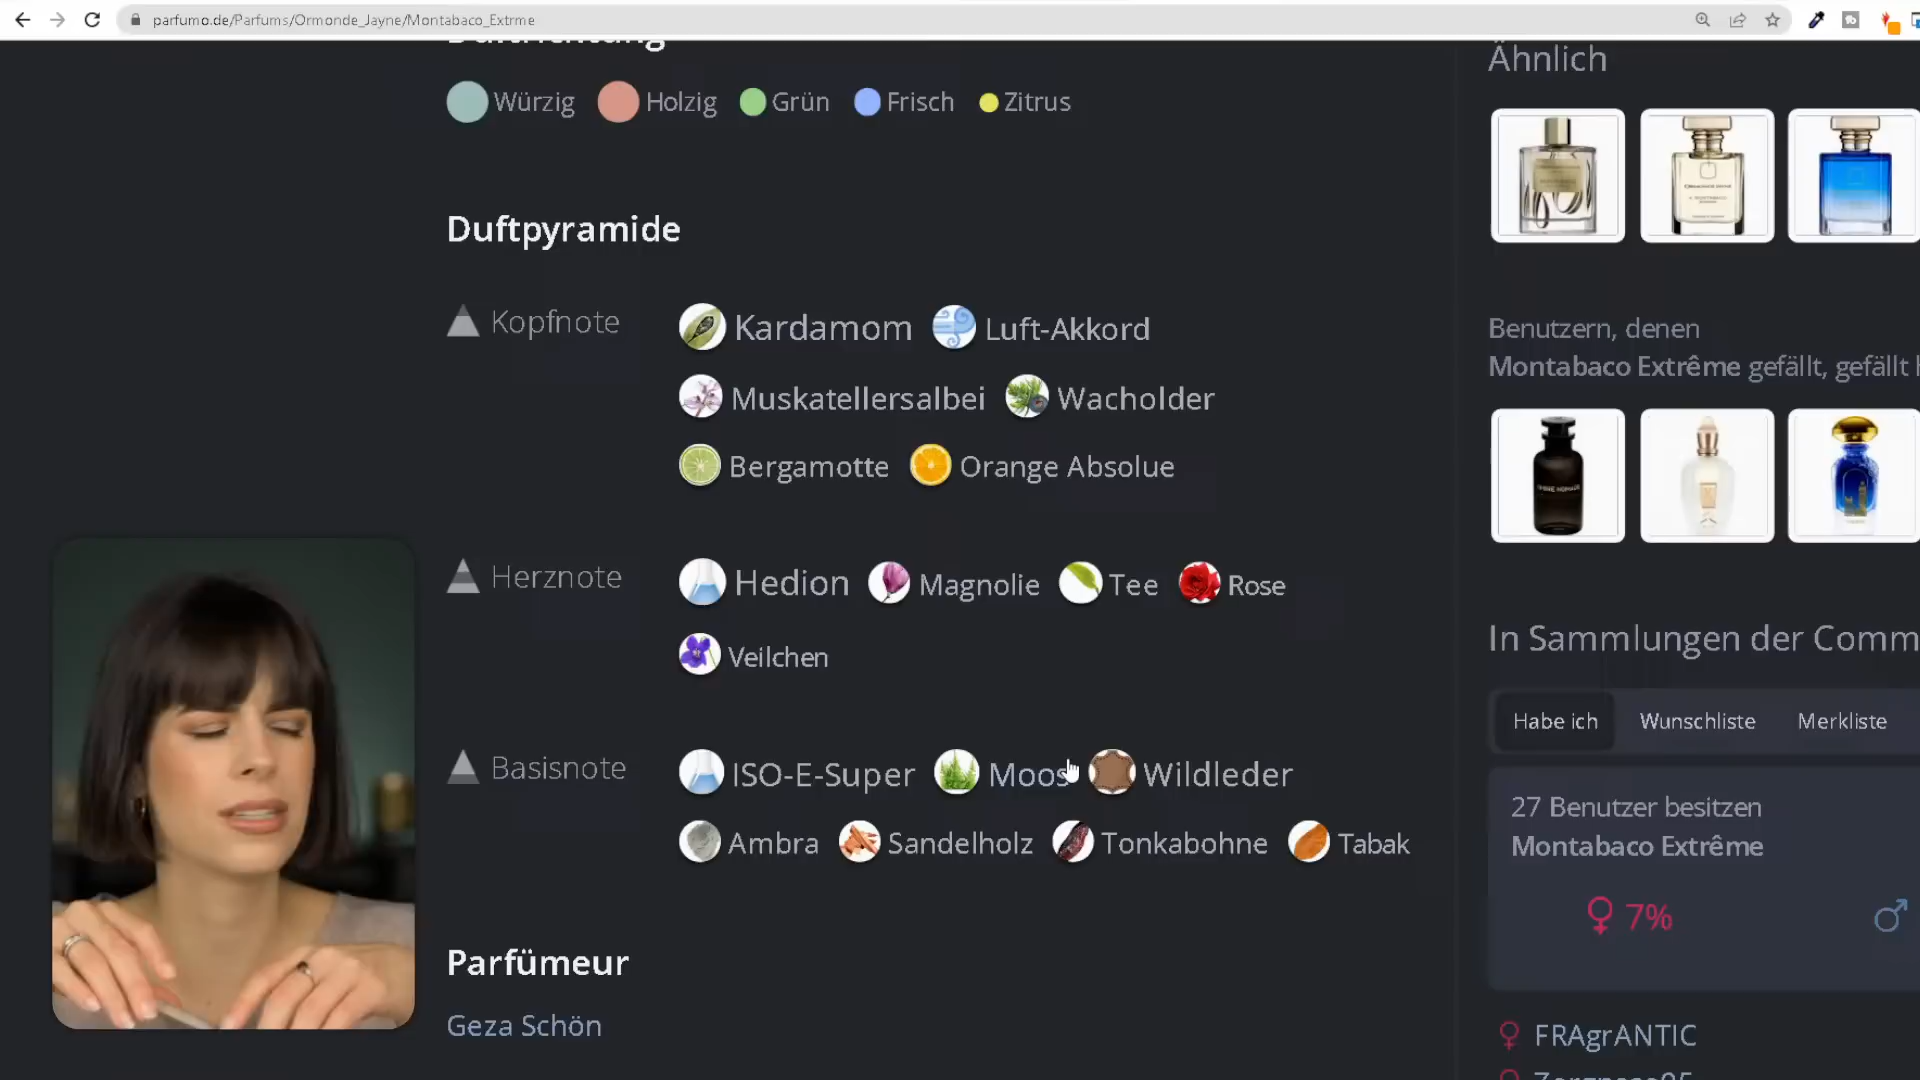 parfumo.de/Parfums/Ormonde_Jayne/Montabaco_Extrme
Duftrichtung
Würzig Holzig Grün Frisch Zitrus
Duftpyramide
Kopfnote
Kardamom Luft-Akkord
Muskatellersalbei Wacholder
Bergamotte Orange Absolue
Herznote
Hedion Magnolie Tee Rose
Veilchen
Basisnote
ISO-E-Super Moos Wildleder
Ambra Sandelholz Tonkabohne Tabak
Parfümeur
Geza Schön
Ähnlich
Benutzern, denen
Montabaco Extrême gefällt, gefällt
In Sammlungen der Comm
Habe ich Wunschliste Merkliste
27 Benutzer besitzen
Montabaco Extrême
♀ 7% ♂
♀ FRAgrANTIC